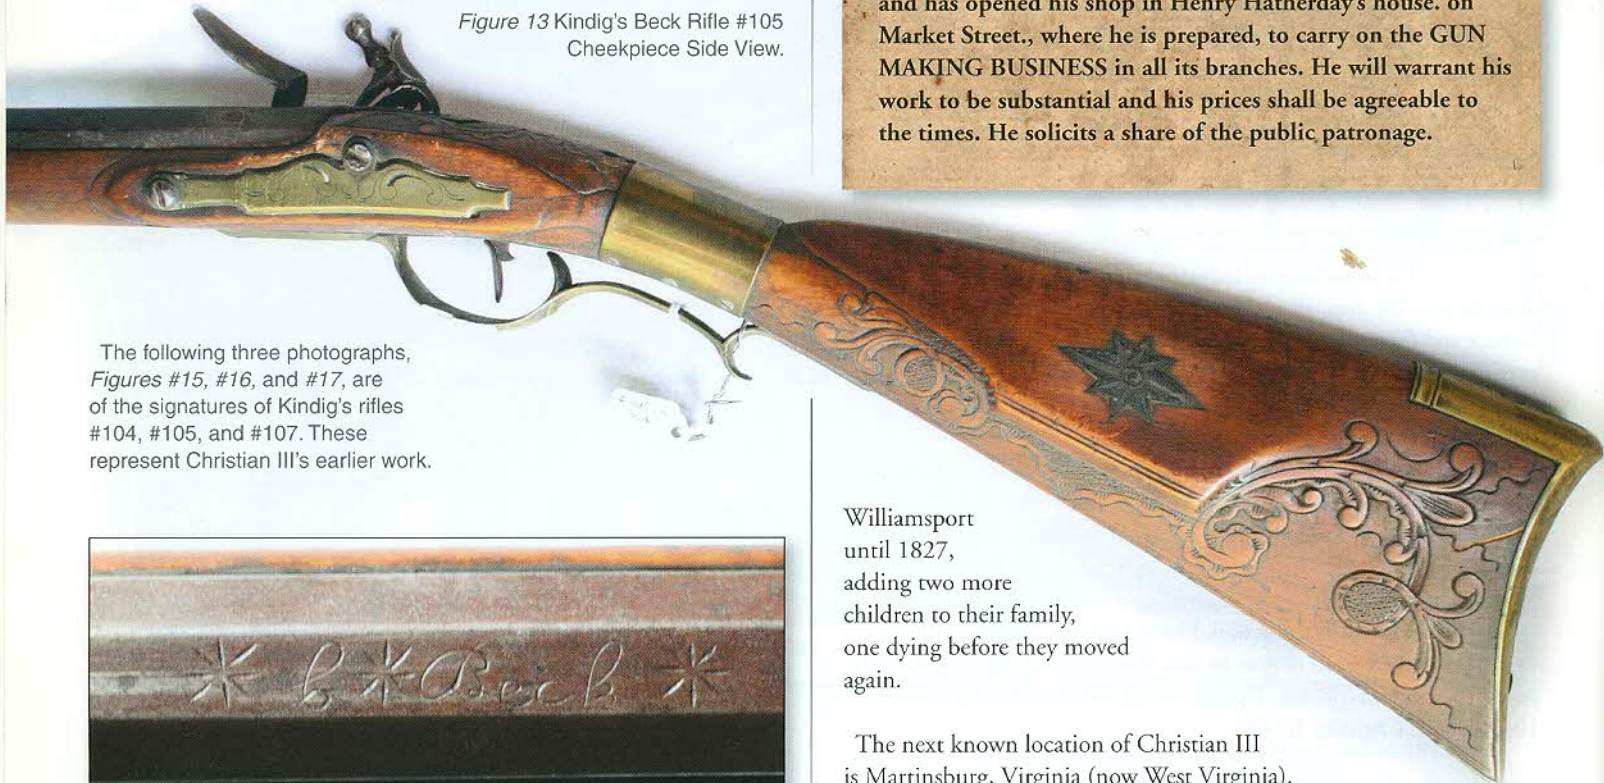 Figure 13 Kindig's Beck Rifle #105
Cheekpiece Side View.
and has opened his shop in Henry Hatherday's house. on
Market Street., where he is prepared, to carry on the GUN
MAKING BUSINESS in all its branches. He will warrant his
work to be substantial and his prices shall be agreeable to
the times. He solicits a share of the public patronage.
The following three photographs,
Figures #15, #16, and #17, are
of the signatures of Kindig's rifles
#104, #105, and #107. These
represent Christian III's earlier work.
Beck
Williamsport
until 1827,
adding two more
children to their family,
one dying before they moved
again.
The next known location of Christian III
is Martinsburg, Virginia (now West Virginia),